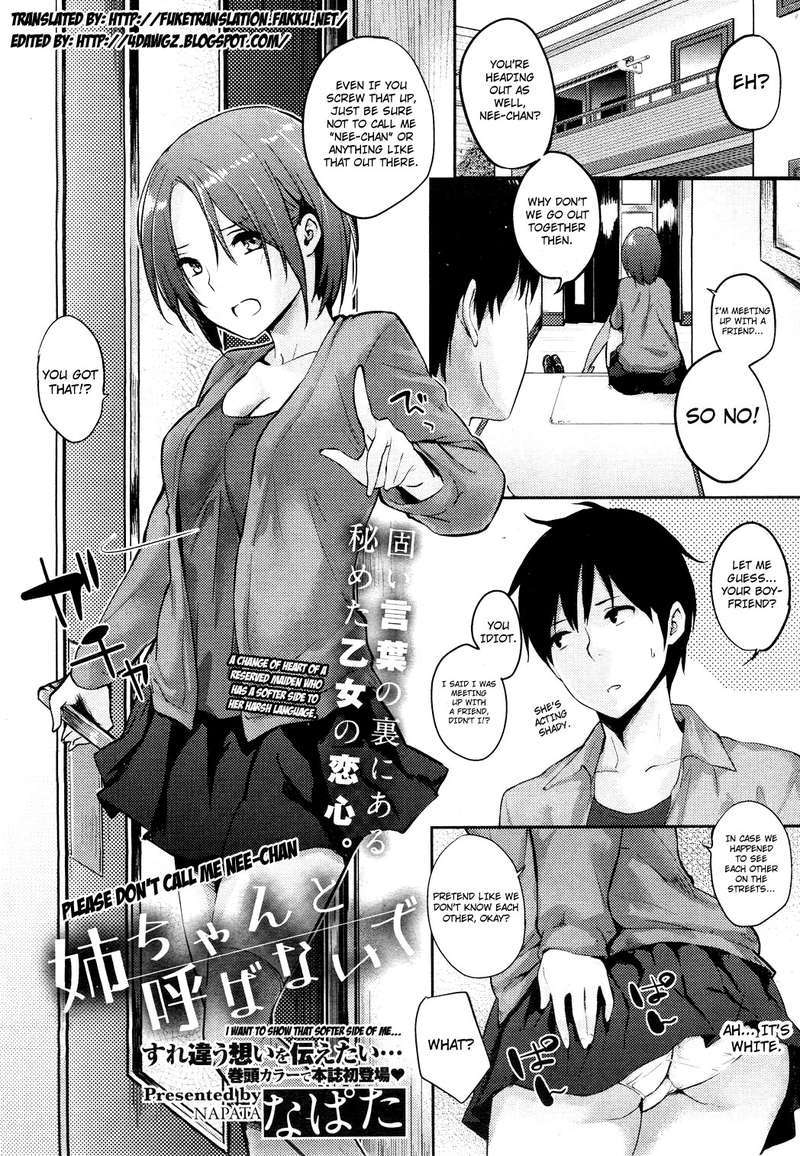 TRANSLATED BY: HTTP://FUKETRANSLATION.FAKKU.NET/
EDITED BY: HTTP://4DAWGZ.BLOGSPOT.COM/
EH?
YOU'RE
HEADING
OUT AS
WELL,
NEE-CHAN?
WHY DON'T
WE GO OUT
TOGETHER
THEN.
I'M MEETING
UP WITH A
FRIEND...
SO NO!
LET ME
GUESS...
YOUR BOY-
FRIEND?
YOU
IDIOT.
I SAID I WAS
MEETING UP
WITH A FRIEND,
DIDN'T I!?
SHE'S
ACTING
SHADY.
IN CASE WE
HAPPENED
TO SEE
EACH OTHER
ON THE
STREETS...
PRETEND LIKE WE
DON'T KNOW EACH
OTHER, OKAY?
ぱん
ぱん
AH... IT'S
WHITE.
WHAT?
EVEN IF YOU
SCREW THAT UP,
JUST BE SURE
NOT TO CALL ME
"NEE-CHAN" OR
ANYTHING LIKE
THAT OUT THERE.
YOU GOT
THAT!?
びっ
ガチャ
固い言葉の裏にある
秘めた乙女の恋心。
A CHANGE OF HEART OF A
RESERVED MAIDEN WHO
HAS A SOFTER SIDE TO
HER HARSH LANGUAGE.
PLEASE DON'T CALL ME NEE-CHAN
姉ちゃんと
呼ばないで
I WANT TO SHOW THAT SOFTER SIDE OF ME...
すれ違う想いを伝えたい…
巻頭カラーで本誌初登場♥
Presented by
NAPATA
なぱた